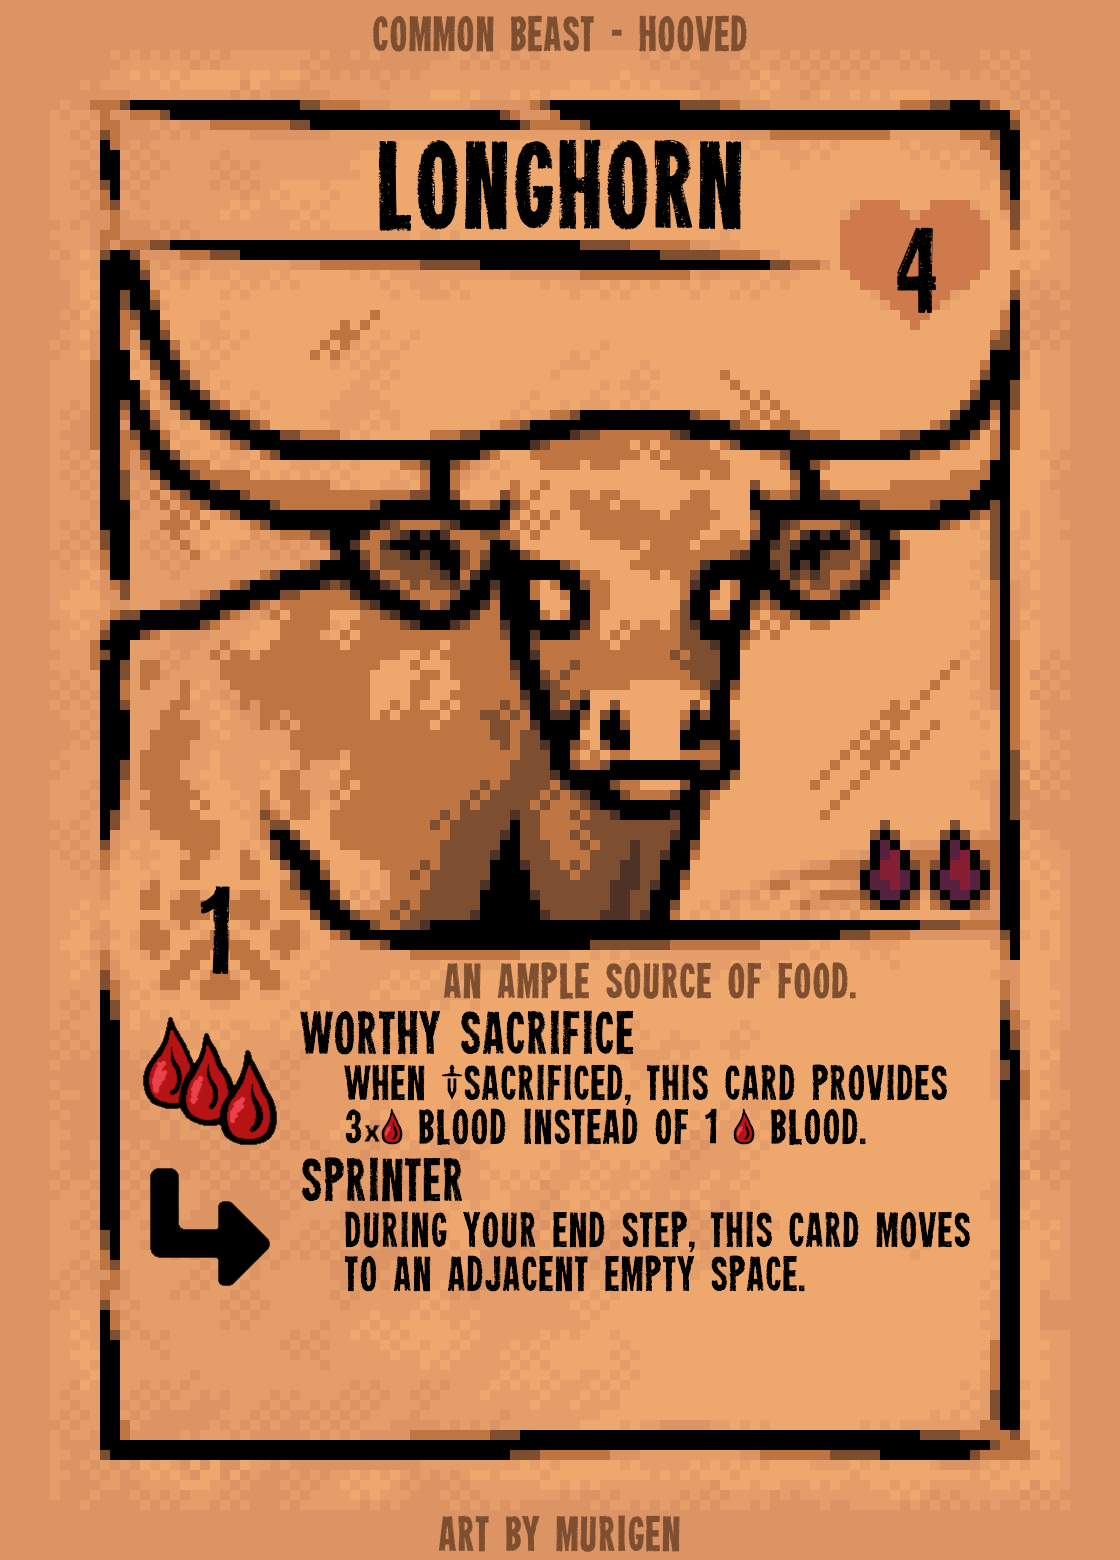 COMMON BEAST - HOOVED
LONGHORN
4
1
AN AMPLE SOURCE OF FOOD.
WORTHY SACRIFICE
WHEN SACRIFICED, THIS CARD PROVIDES
3x BLOOD INSTEAD OF 1 BLOOD.
SPRINTER
DURING YOUR END STEP, THIS CARD MOVES
TO AN ADJACENT EMPTY SPACE.
ART BY MURIGEN